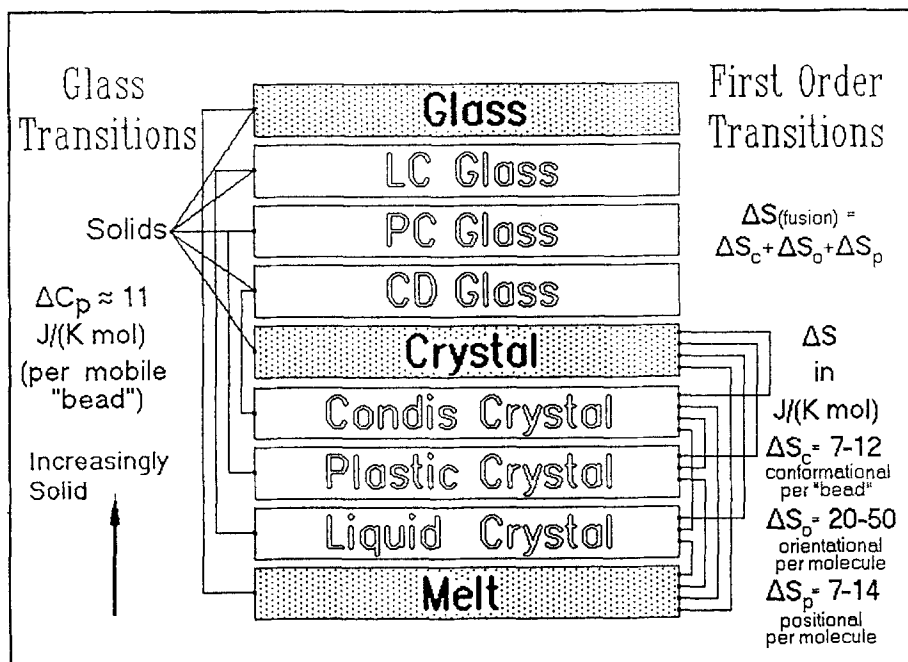 Glass
Transitions
Solids
ΔCp ≈ 11
J/(K mol)
(per mobile
"bead")
Increasingly
Solid
Glass
LC Glass
PC Glass
CD Glass
Crystal
Condis Crystal
Plastic Crystal
Liquid Crystal
Melt
First Order
Transitions
ΔS(fusion) =
ΔSc+ΔSo+ΔSp
ΔS
in
J/(K mol)
ΔSc= 7-12
conformational
per "bead"
ΔSo= 20-50
orientational
per molecule
ΔSp= 7-14
positional
per molecule